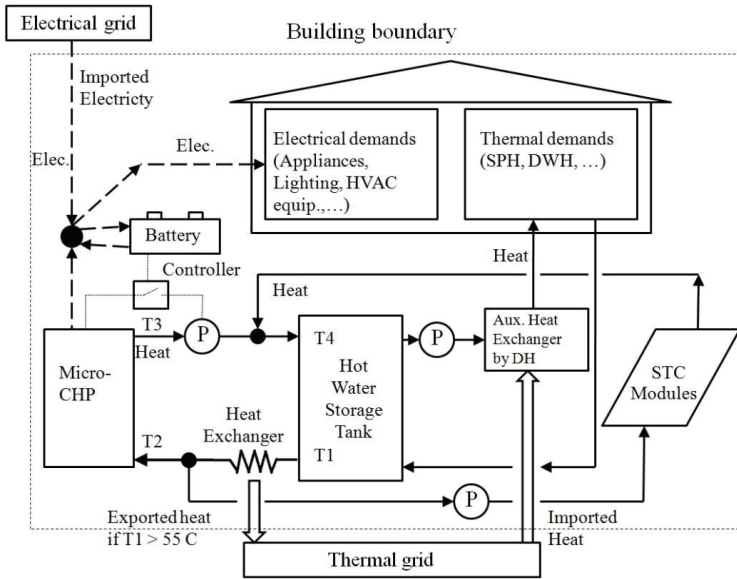 Electrical grid
Building boundary
Imported
Electricty
Elec.
Elec.
Electrical demands
(Appliances,
Lighting, HVAC
equip.,…)
Thermal demands
(SPH, DWH, …)
Battery
Controller
Heat
Heat
T3
Heat
P
T4
P
Aux. Heat
Exchanger
by DH
Micro-
CHP
Hot
Water
Storage
Tank
STC
Modules
Heat
Exchanger
T2
T1
P
Exported heat
if T1 > 55 C
Imported
Heat
Thermal grid